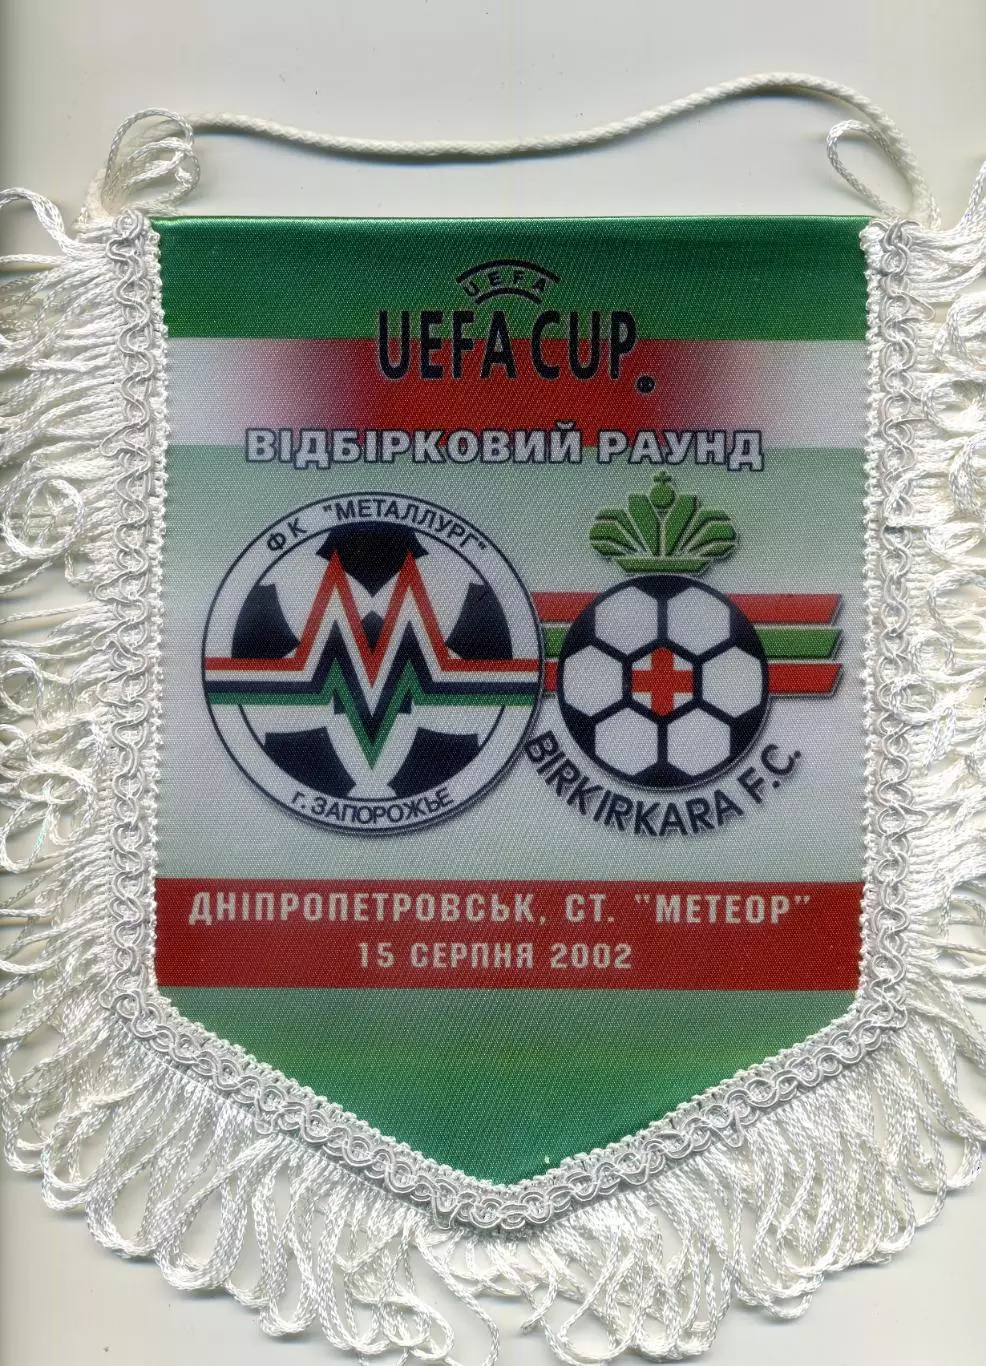 UEFA
UEFA CUP
ВІДБІРКОВИЙ РАУНД
ФК "МЕТАЛЛУРГ"
г. ЗАПОРОЖЬЕ
BIRKIRKARA F.C.
ДНІПРОПЕТРОВСЬК, СТ. "МЕТЕОР"
15 СЕРПНЯ 2002